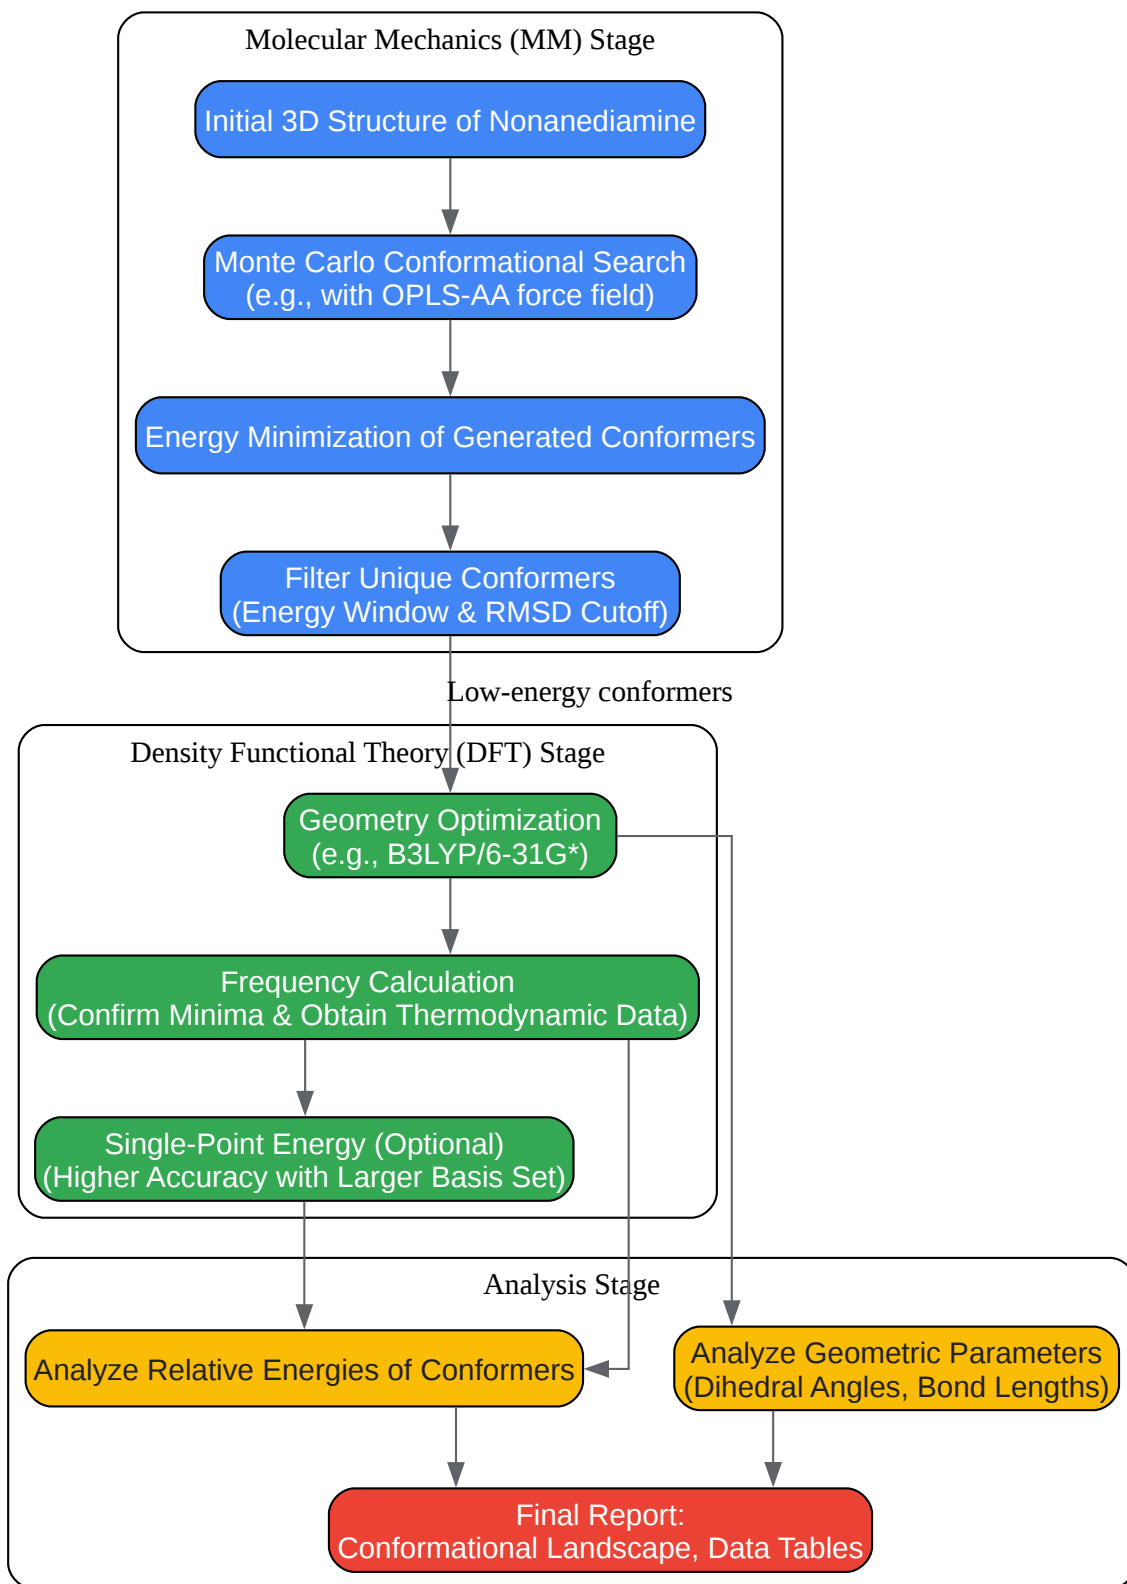 Molecular Mechanics (MM) Stage
Initial 3D Structure of Nonanediamine
Monte Carlo Conformational Search
(e.g., with OPLS-AA force field)
Energy Minimization of Generated Conformers
Filter Unique Conformers
(Energy Window & RMSD Cutoff)
Low-energy conformers
Density Functional Theory (DFT) Stage
Geometry Optimization
(e.g., B3LYP/6-31G*)
Frequency Calculation
(Confirm Minima & Obtain Thermodynamic Data)
Single-Point Energy (Optional)
(Higher Accuracy with Larger Basis Set)
Analysis Stage
Analyze Relative Energies of Conformers
Analyze Geometric Parameters
(Dihedral Angles, Bond Lengths)
Final Report:
Conformational Landscape, Data Tables